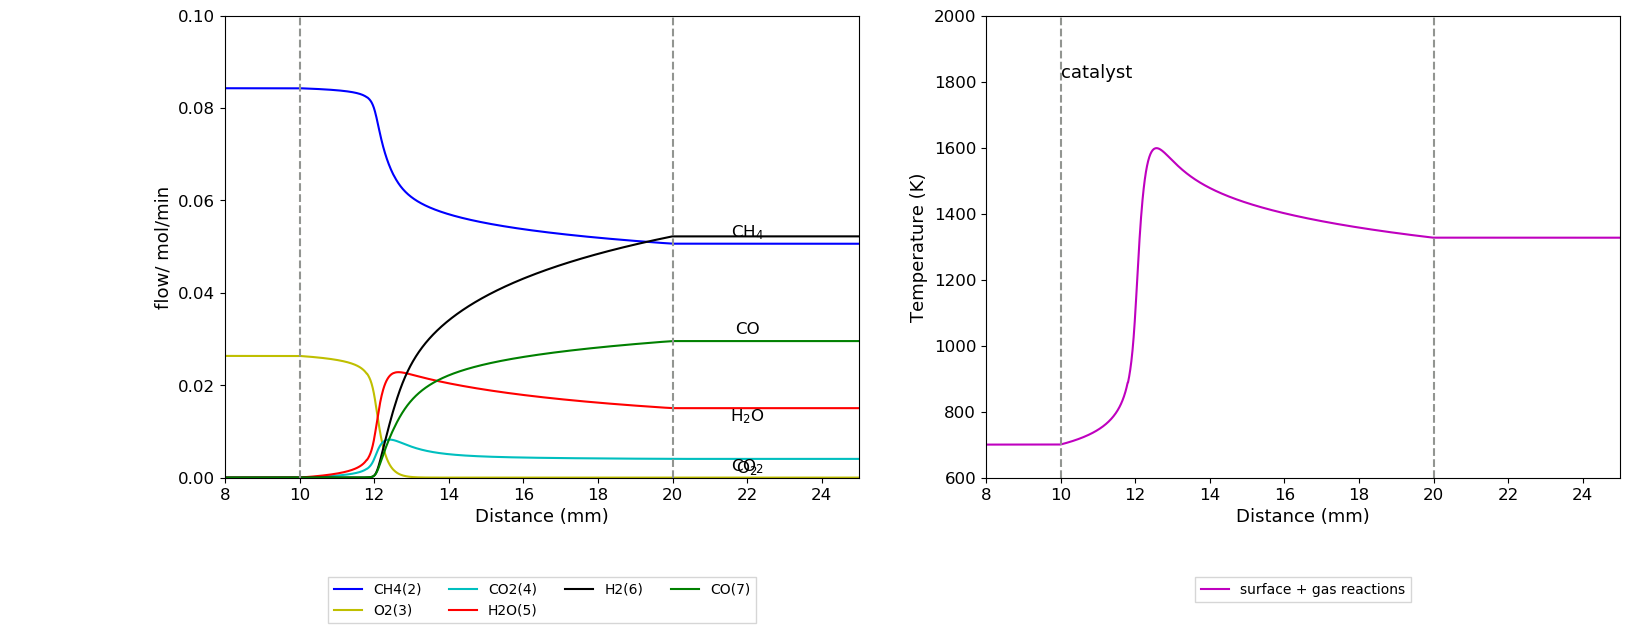 0.10
0.08
0.06
0.04
0.02
0.00
flow/ mol/min
8 10 12 14 16 18 20 22 24
Distance (mm)
CH₄
CO
H₂O
CO₂
O₂
CH4(2) CO2(4) H2(6) CO(7)
O2(3) H2O(5)
2000
1800
1600
1400
1200
1000
800
600
Temperature (K)
catalyst
8 10 12 14 16 18 20 22 24
Distance (mm)
surface + gas reactions